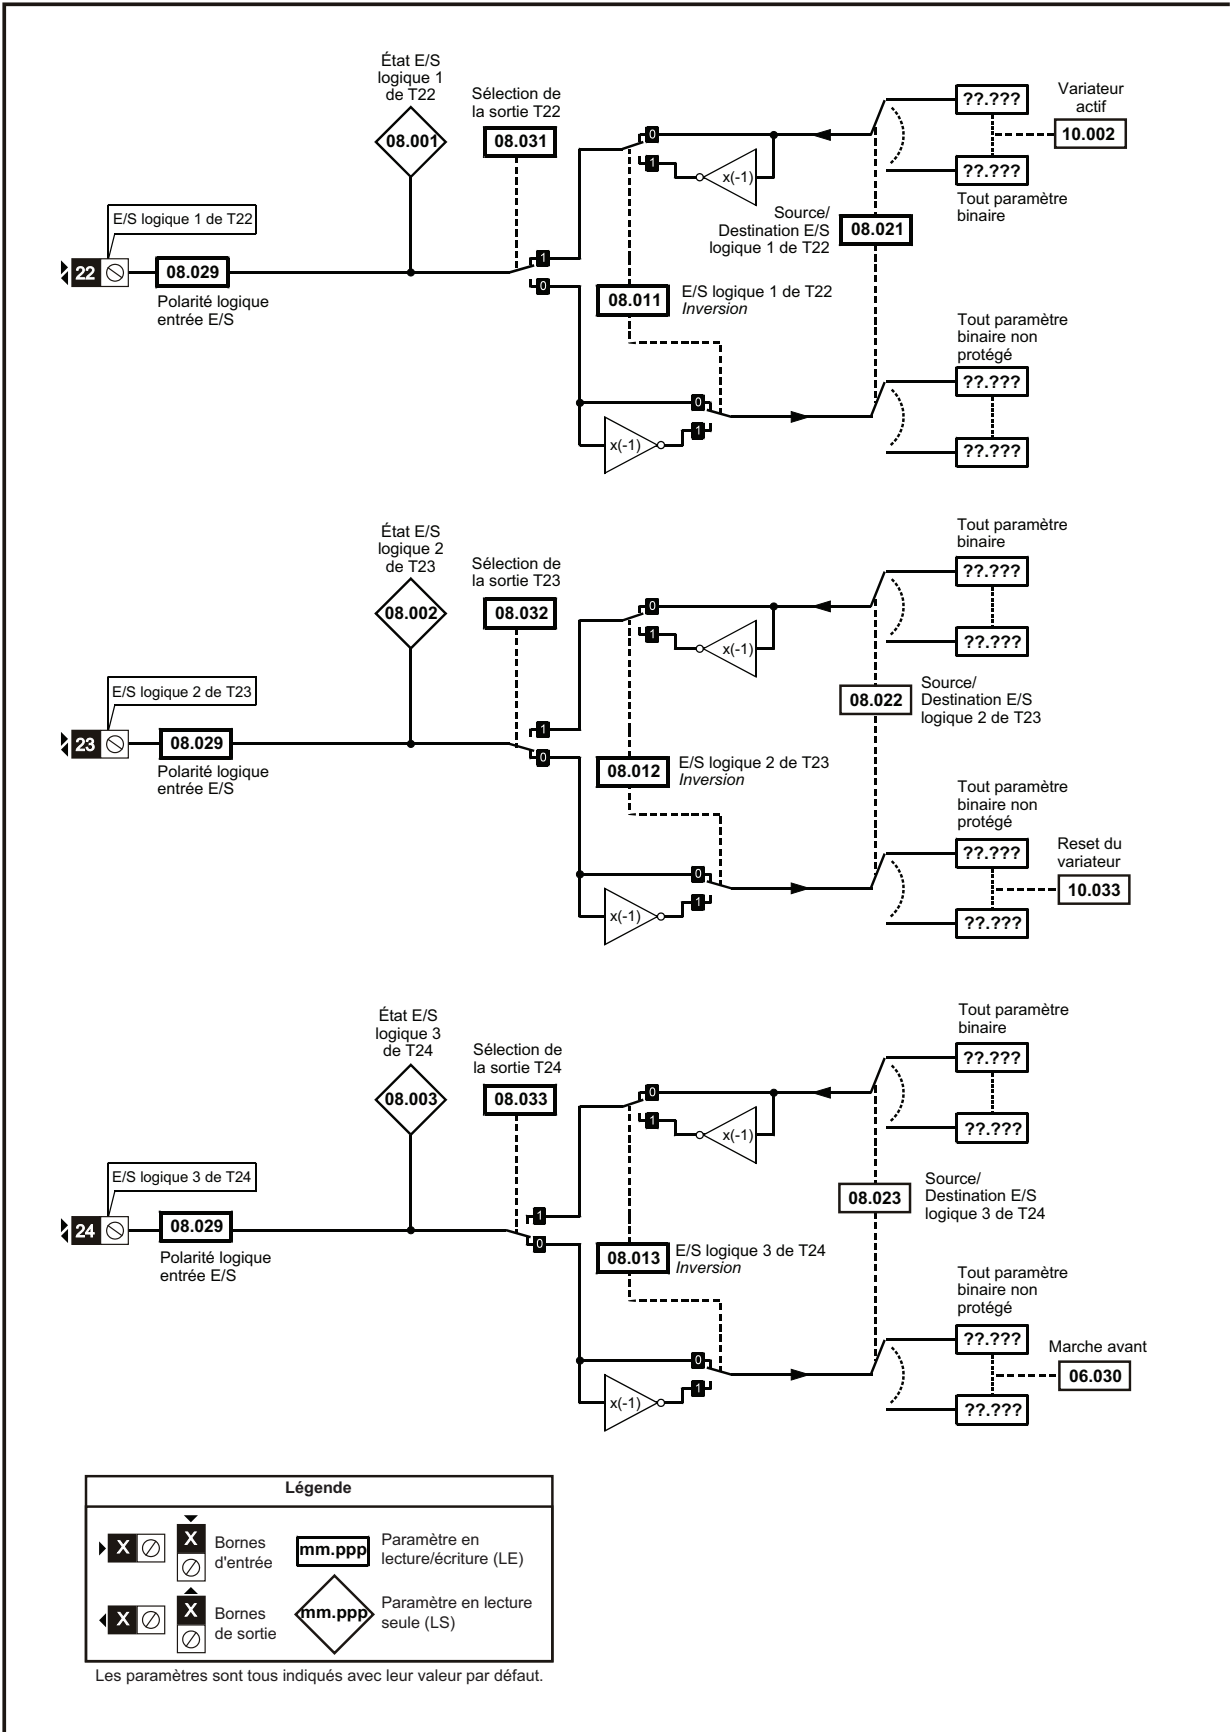 État E/S
logique 1
de T22
08.001
Sélection de
la sortie T22
08.031
0
1
x(-1)
??.???
??.???
Variateur
actif
10.002
Tout paramètre
binaire
E/S logique 1 de T22
22
08.029
Polarité logique
entrée E/S
1
0
Source/
Destination E/S
logique 1 de T22
08.021
08.011
E/S logique 1 de T22
Inversion
Tout paramètre
binaire non
protégé
??.???
??.???
0
1
x(-1)
État E/S
logique 2
de T23
08.002
Sélection de
la sortie T23
08.032
0
1
x(-1)
Tout paramètre
binaire
??.???
??.???
E/S logique 2 de T23
23
08.029
Polarité logique
entrée E/S
1
0
08.022
Source/
Destination E/S
logique 2 de T23
08.012
E/S logique 2 de T23
Inversion
Tout paramètre
binaire non
protégé
??.???
??.???
Reset du
variateur
10.033
0
1
x(-1)
État E/S
logique 3
de T24
08.003
Sélection de
la sortie T24
08.033
0
1
x(-1)
Tout paramètre
binaire
??.???
??.???
E/S logique 3 de T24
24
08.029
Polarité logique
entrée E/S
1
0
08.023
Source/
Destination E/S
logique 3 de T24
08.013
E/S logique 3 de T24
Inversion
Tout paramètre
binaire non
protégé
??.???
??.???
Marche avant
06.030
0
1
x(-1)
Légende
X
X
Bornes
d'entrée
mm.ppp
Paramètre en
lecture/écriture (LE)
X
X
Bornes
de sortie
mm.ppp
Paramètre en lecture
seule (LS)
Les paramètres sont tous indiqués avec leur valeur par défaut.